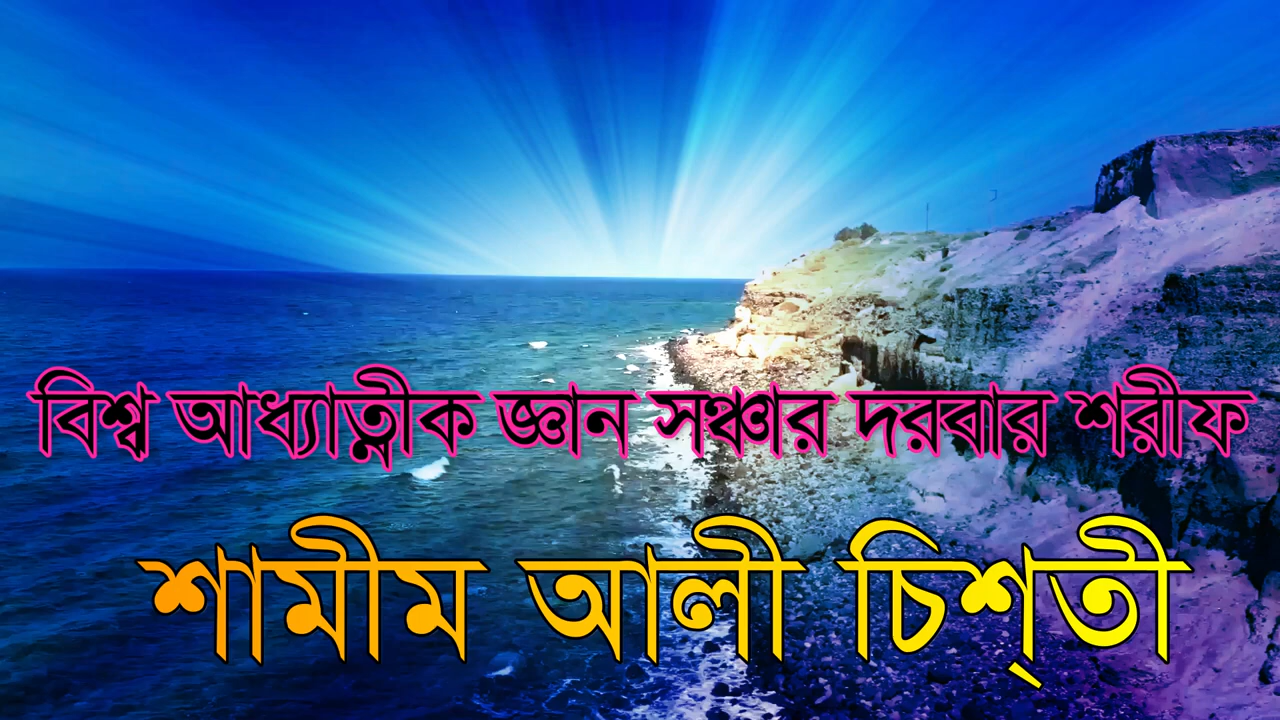 বিশ্ব আধ্যাত্নীক জ্ঞান সঞ্চার দরবার শরীফ
শামীম আলী চিশ্‌তী